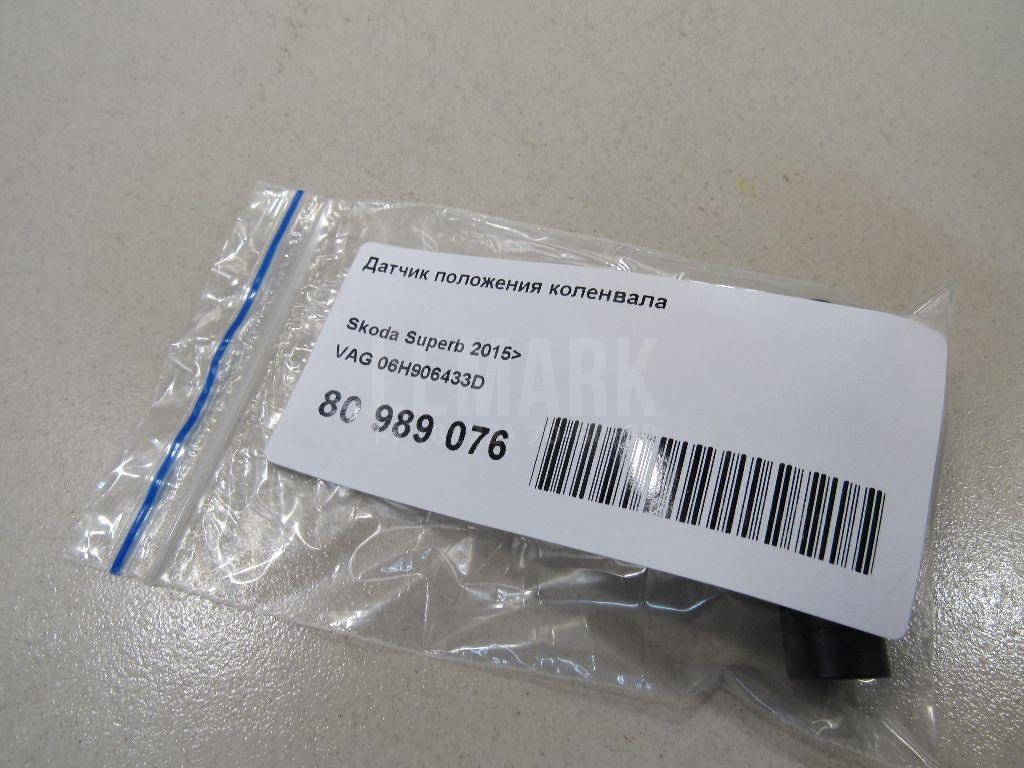 Датчик положения коленвала
Skoda Superb 2015>
VAG 06H906433D
80 989 076